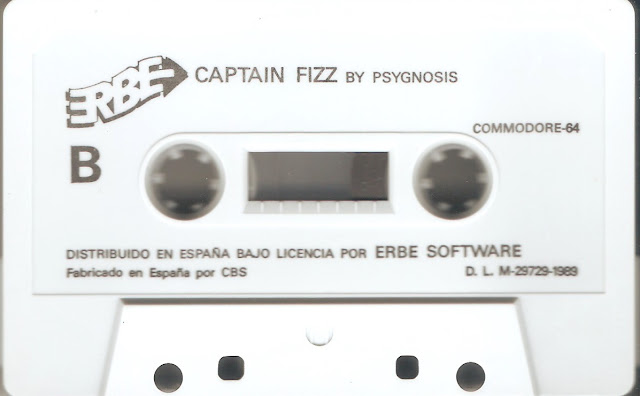 ERBE CAPTAIN FIZZ BY PSYGNOSIS
COMMODORE-64
B
DISTRIBUIDO EN ESPAÑA BAJO LICENCIA POR ERBE SOFTWARE
Fabricado en España por CBS D. L. M-29729-1989